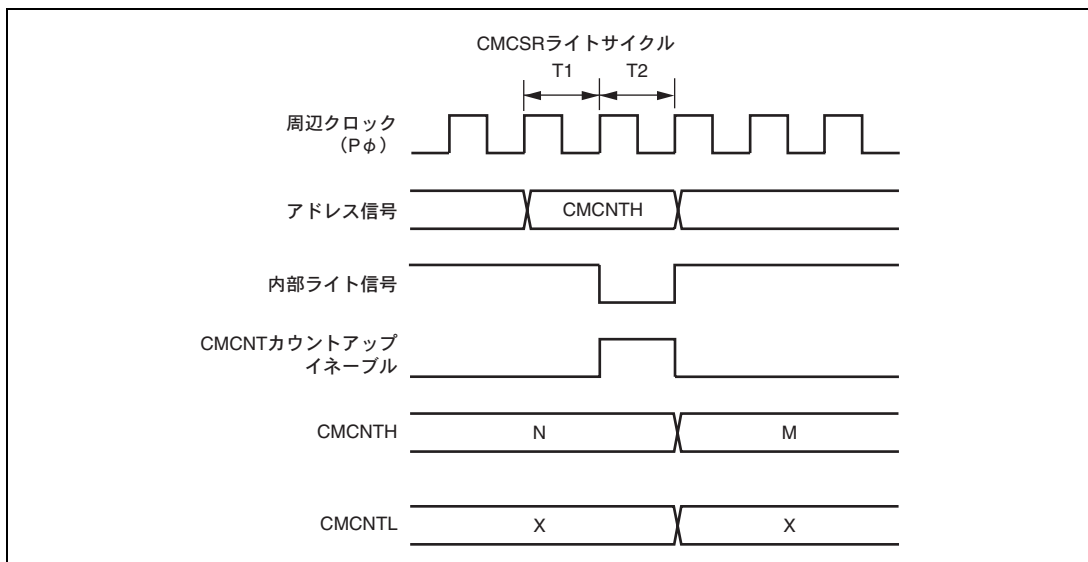 CMCSRライトサイクル
T1 T2
周辺クロック
（Pφ）
アドレス信号 CMCNTH
内部ライト信号
CMCNTカウントアップ
イネーブル
CMCNTH N M
CMCNTL X X